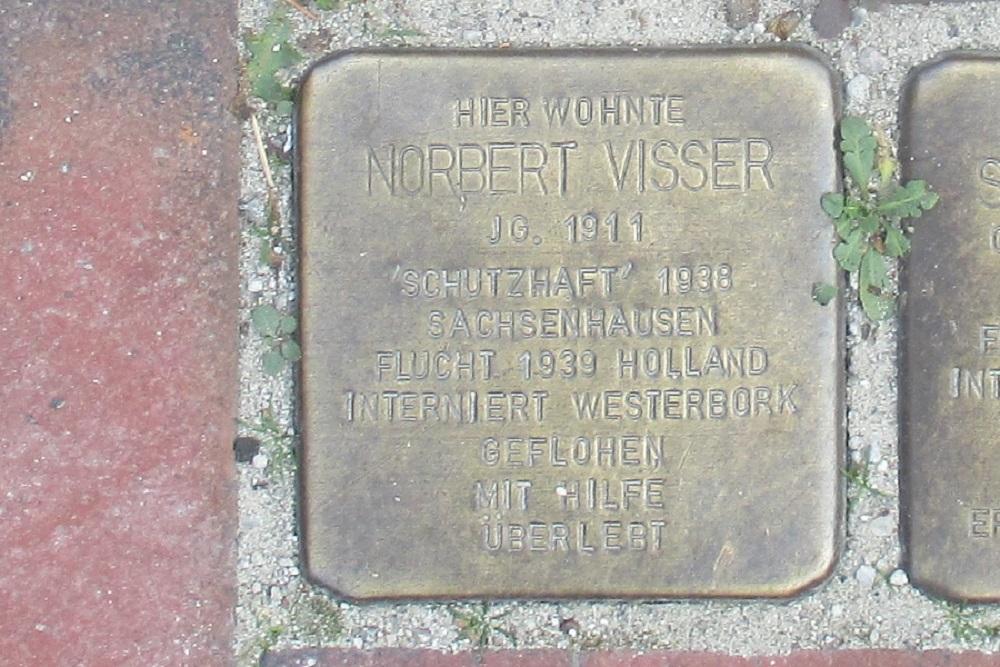 HIER WOHNTE
NORBERT VISSER
JG. 1911
'SCHUTZHAFT' 1938
SACHSENHAUSEN
FLUCHT 1939 HOLLAND
INTERNIERT WESTERBORK
GEFLOHEN
MIT HILFE
ÜBERLEBT